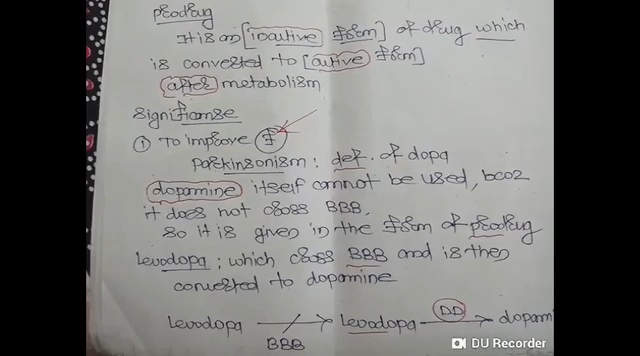 prodrug
It is an [inactive form] of drug which
is converted to [active form]
after metabolism
significanse
① To improve F
parkinsonism : def. of dopa
dopamine itself cannot be used, bcoz
it does not cross BBB.
so it is given in the form of prodrug
Levodopa ; which cross BBB and is then
converted to dopamine
Levodopa → Levodopa DD → dopami
BBB
DU Recorder